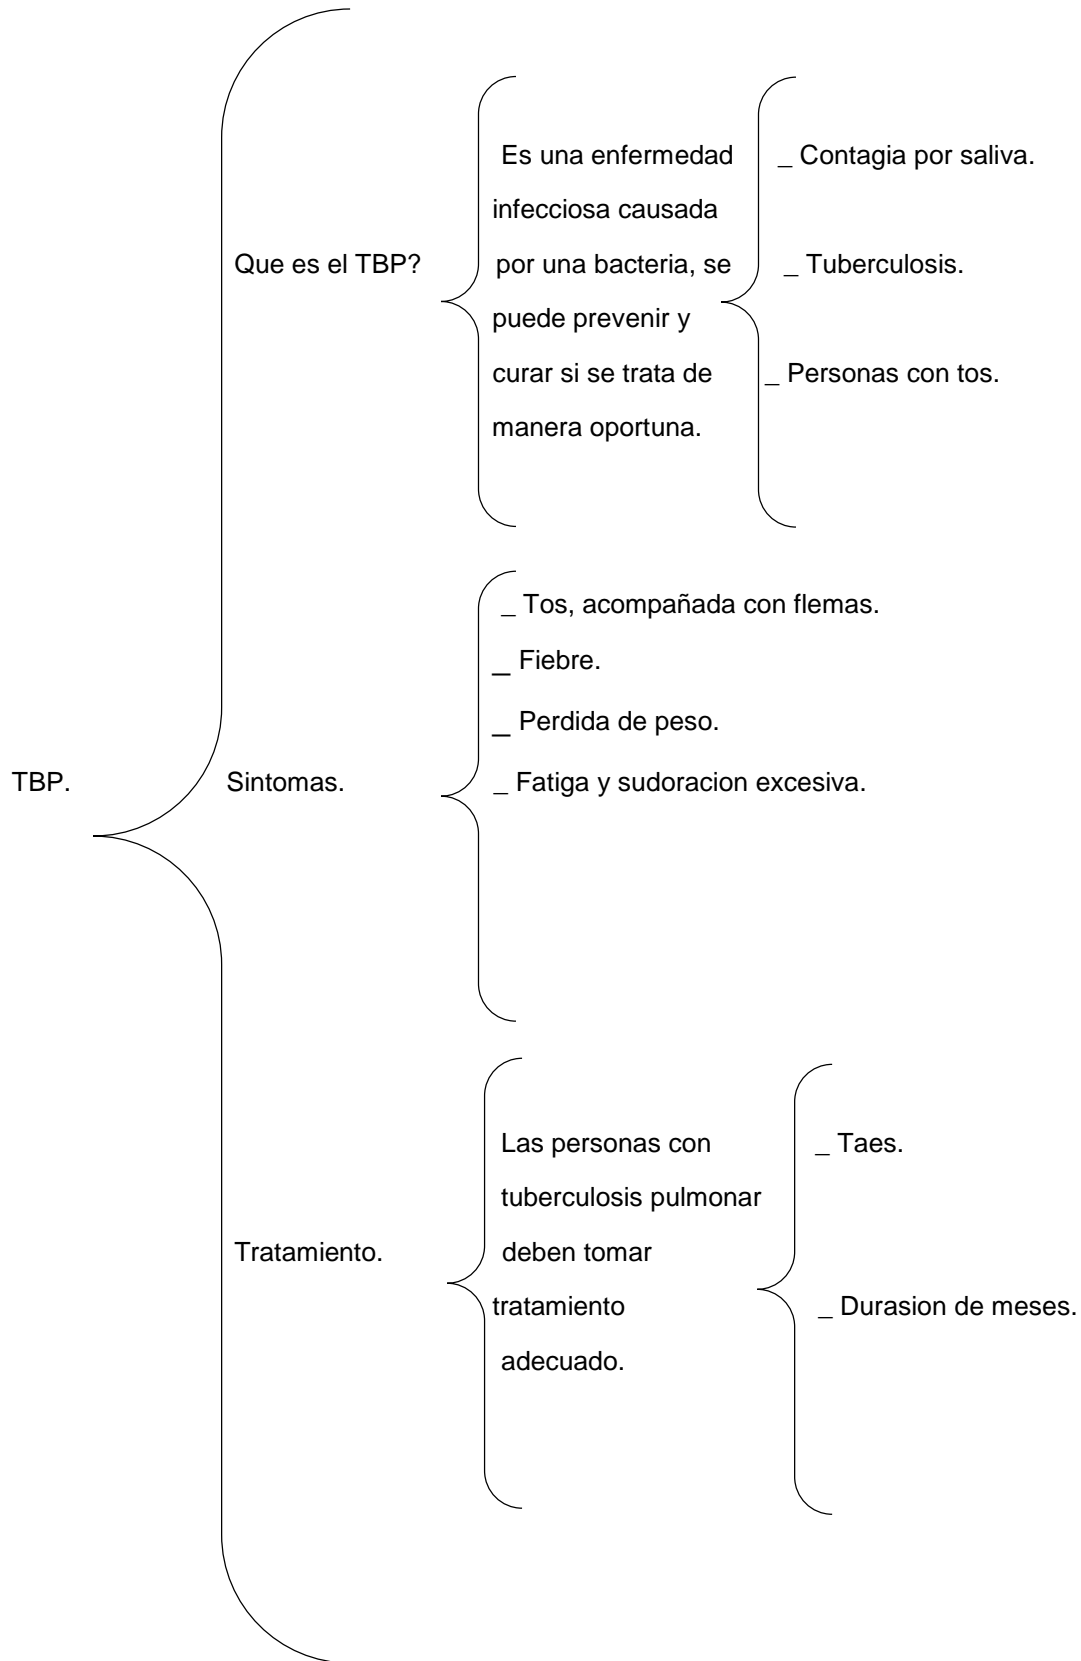 TBP.
Que es el TBP?
Es una enfermedad
infecciosa causada
por una bacteria, se
puede prevenir y
curar si se trata de
manera oportuna.
_ Contagia por saliva.
_ Tuberculosis.
_ Personas con tos.
Sintomas.
_ Tos, acompañada con flemas.
_ Fiebre.
_ Perdida de peso.
_ Fatiga y sudoracion excesiva.
Tratamiento.
Las personas con
tuberculosis pulmonar
deben tomar
tratamiento
adecuado.
_ Taes.
_ Durasion de meses.